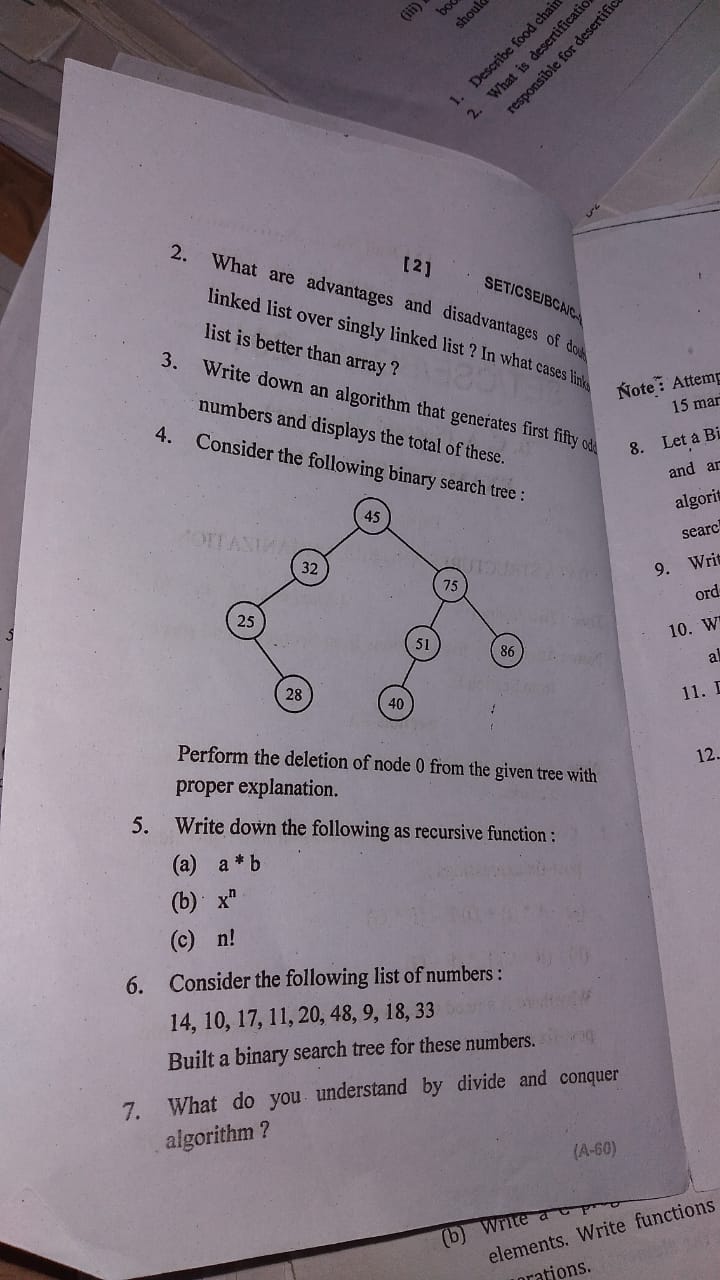 (iii)
should
1. Describe food chain
2. What is desertification
responsible for desertific
[2]
SET/CSE/BCA/C-
2. What are advantages and disadvantages of
linked list over singly linked list ? In what cases
list is better than array ?
3. Write down an algorithm that generates first fifty odd
numbers and displays the total of these.
4. Consider the following binary search tree :
45
32
75
25
51
86
28
40
Perform the deletion of node 0 from the given tree with
proper explanation.
5. Write down the following as recursive function :
(a) a * b
(b) xⁿ
(c) n!
6. Consider the following list of numbers :
14, 10, 17, 11, 20, 48, 9, 18, 33
Built a binary search tree for these numbers.
7. What do you understand by divide and conquer
algorithm ?
(A-60)
Note : Attemp
15 mar
8. Let a Bi
and ar
algorit
searc
9. Writ
ord
10. W
al
11.
12.
(b) Write a
elements. Write functions
rations.